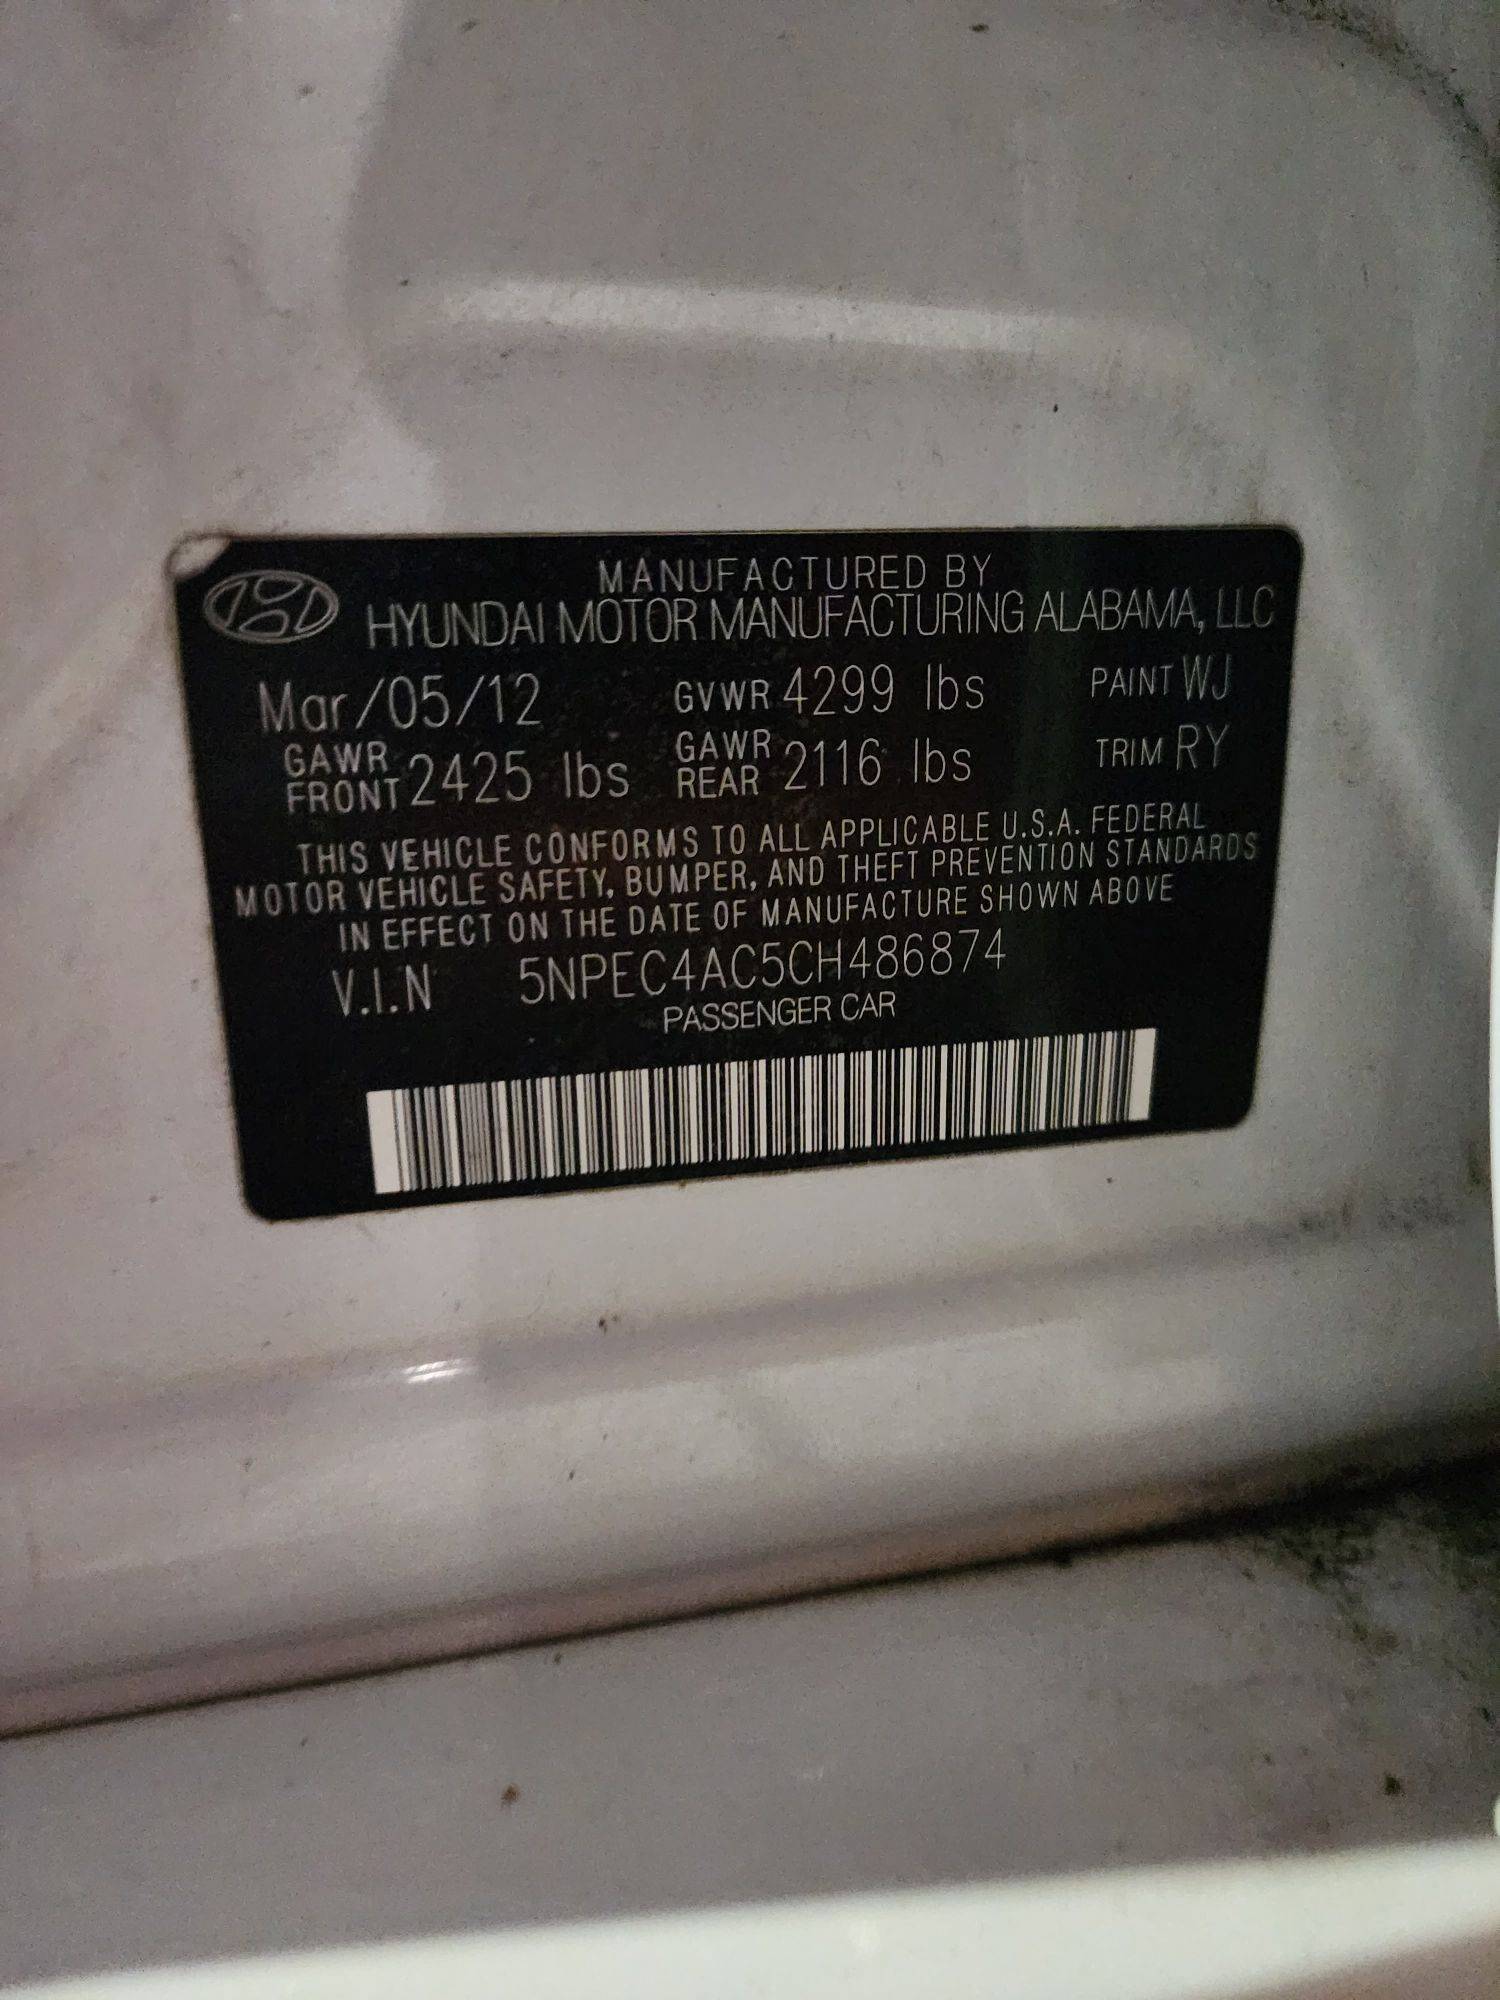 MANUFACTURED BY
HYUNDAI MOTOR MANUFACTURING ALABAMA, LLC
Mar/05/12 GVWR 4299 lbs PAINT WJ
GAWR FRONT 2425 lbs GAWR REAR 2116 lbs TRIM RY
THIS VEHICLE CONFORMS TO ALL APPLICABLE U.S.A. FEDERAL
MOTOR VEHICLE SAFETY, BUMPER, AND THEFT PREVENTION STANDARDS
IN EFFECT ON THE DATE OF MANUFACTURE SHOWN ABOVE
V.I.N 5NPEC4AC5CH486874
PASSENGER CAR